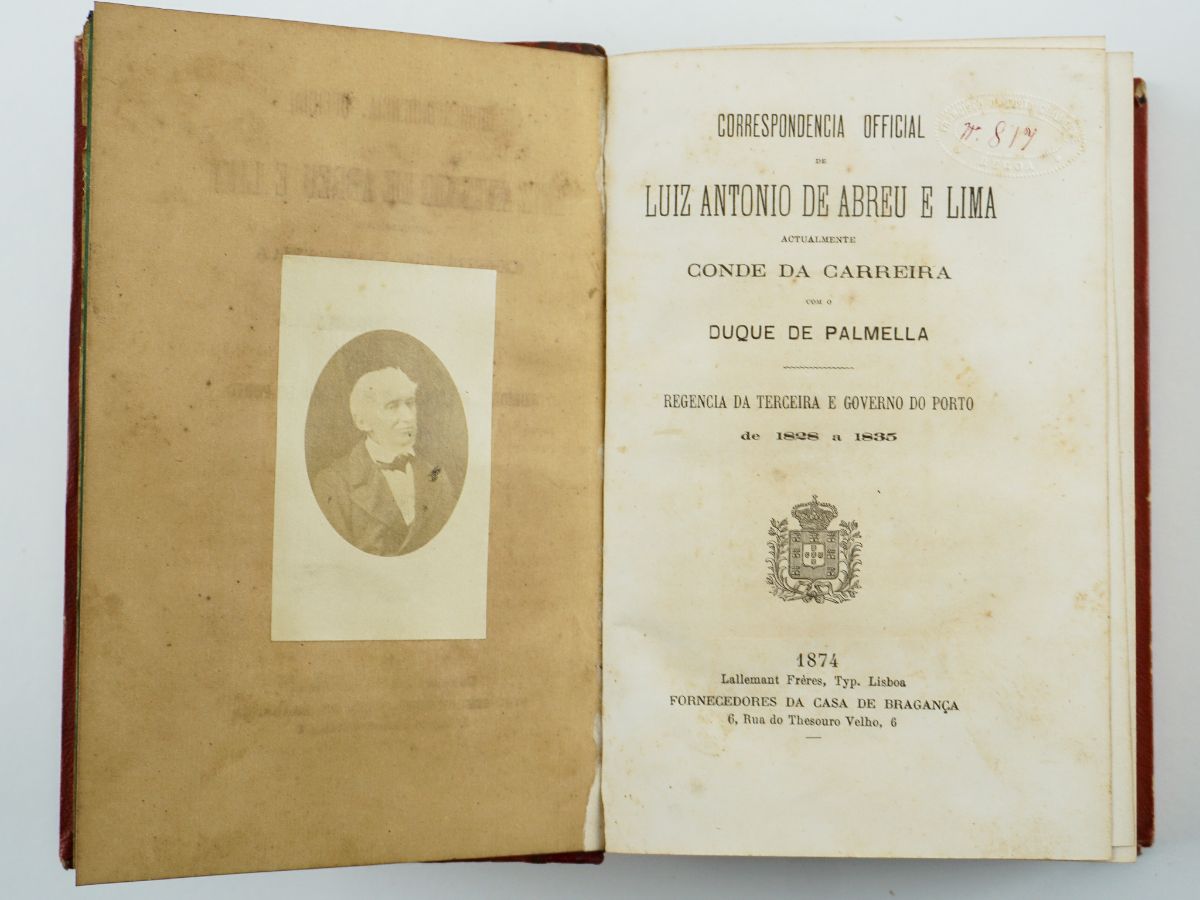 CORRESPONDENCIA OFFICIAL
DE
LUIZ ANTONIO DE ABREU E LIMA
ACTUALMENTE
CONDE DA CARREIRA
COM O
DUQUE DE PALMELLA
REGENCIA DA TERCEIRA E GOVERNO DO PORTO
de 1828 a 1835
1874
Lallemant Fréres, Typ. Lisboa
FORNECEDORES DA CASA DE BRAGANÇA
6, Rua do Thesouro Velho, 6